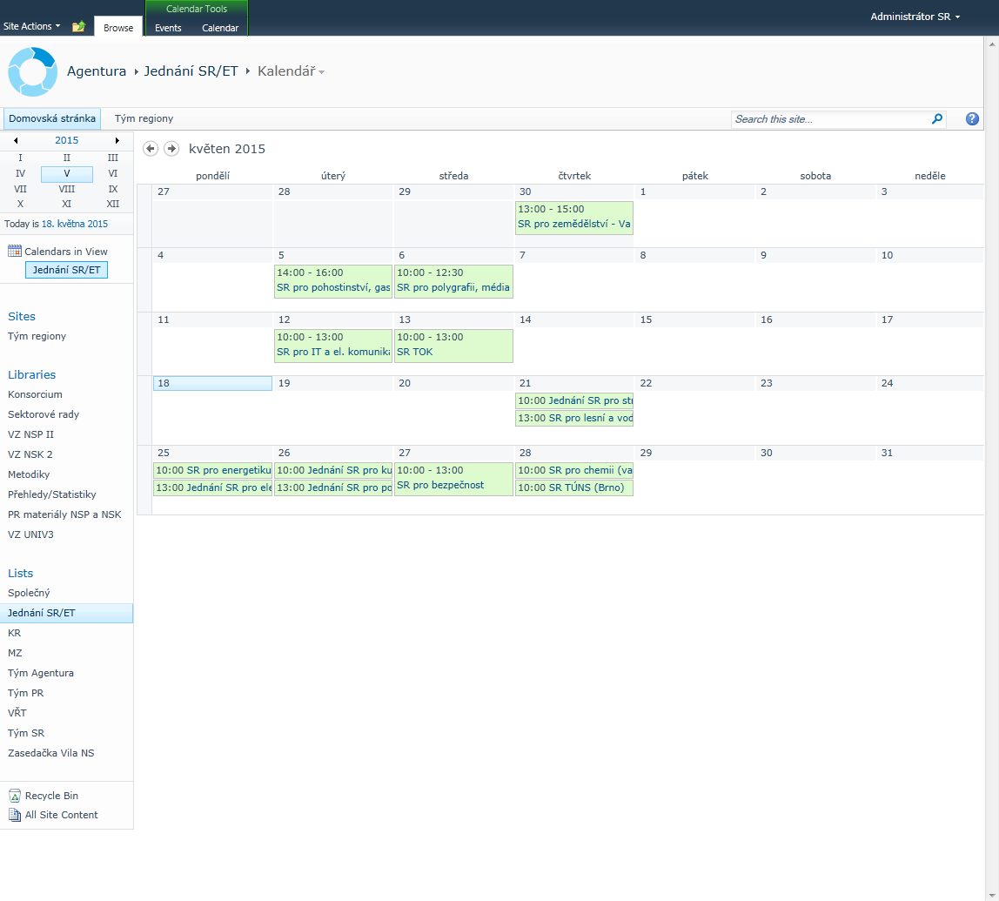 Calendar Tools
Administrátor SR
Site Actions Browse Events Calendar
Agentura Jednání SR/ET Kalendář
Domovská stránka Tým regiony Search this site...
2015
I II III
IV V VI
VII VIII IX
X XI XII
Today is 18. května 2015
Calendars in View
Jednání SR/ET
Sites
Tým regiony
Libraries
Konsorcium
Sektorové rady
VZ NSP II
VZ NSK 2
Metodiky
Přehledy/Statistiky
PR materiály NSP a NSK
VZ UNIV3
Lists
Společný
Jednání SR/ET
KR
MZ
Tým Agentura
Tým PR
VŘT
Tým SR
Zasedačka Vila NS
Recycle Bin
All Site Content
květen 2015
pondělí úterý středa čtvrtek pátek sobota neděle
27 28 29 30 1 2 3
13:00 - 15:00
SR pro zemědělství - Va
4 5 6 7 8 9 10
14:00 - 16:00 10:00 - 12:30
SR pro pohostinství, gas SR pro polygrafii, média
11 12 13 14 15 16 17
10:00 - 13:00 10:00 - 13:00
SR pro IT a el. komunika SR TOK
18 19 20 21 22 23 24
10:00 Jednání SR pro str
13:00 SR pro lesní a vod
25 26 27 28 29 30 31
10:00 SR pro energetiku 10:00 Jednání SR pro ku 10:00 - 13:00 10:00 SR pro chemii (va
13:00 Jednání SR pro ele 13:00 Jednání SR pro po SR pro bezpečnost 10:00 SR TÚNS (Brno)